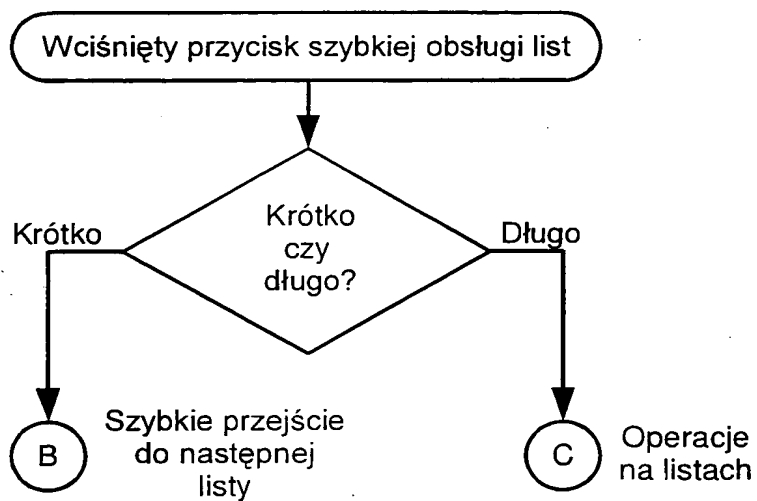 Wciśnięty przycisk szybkiej obsługi list
Krótko
czy
długo?
Krótko
Długo
B
Szybkie przejście
do następnej
listy
C
Operacje
na listach